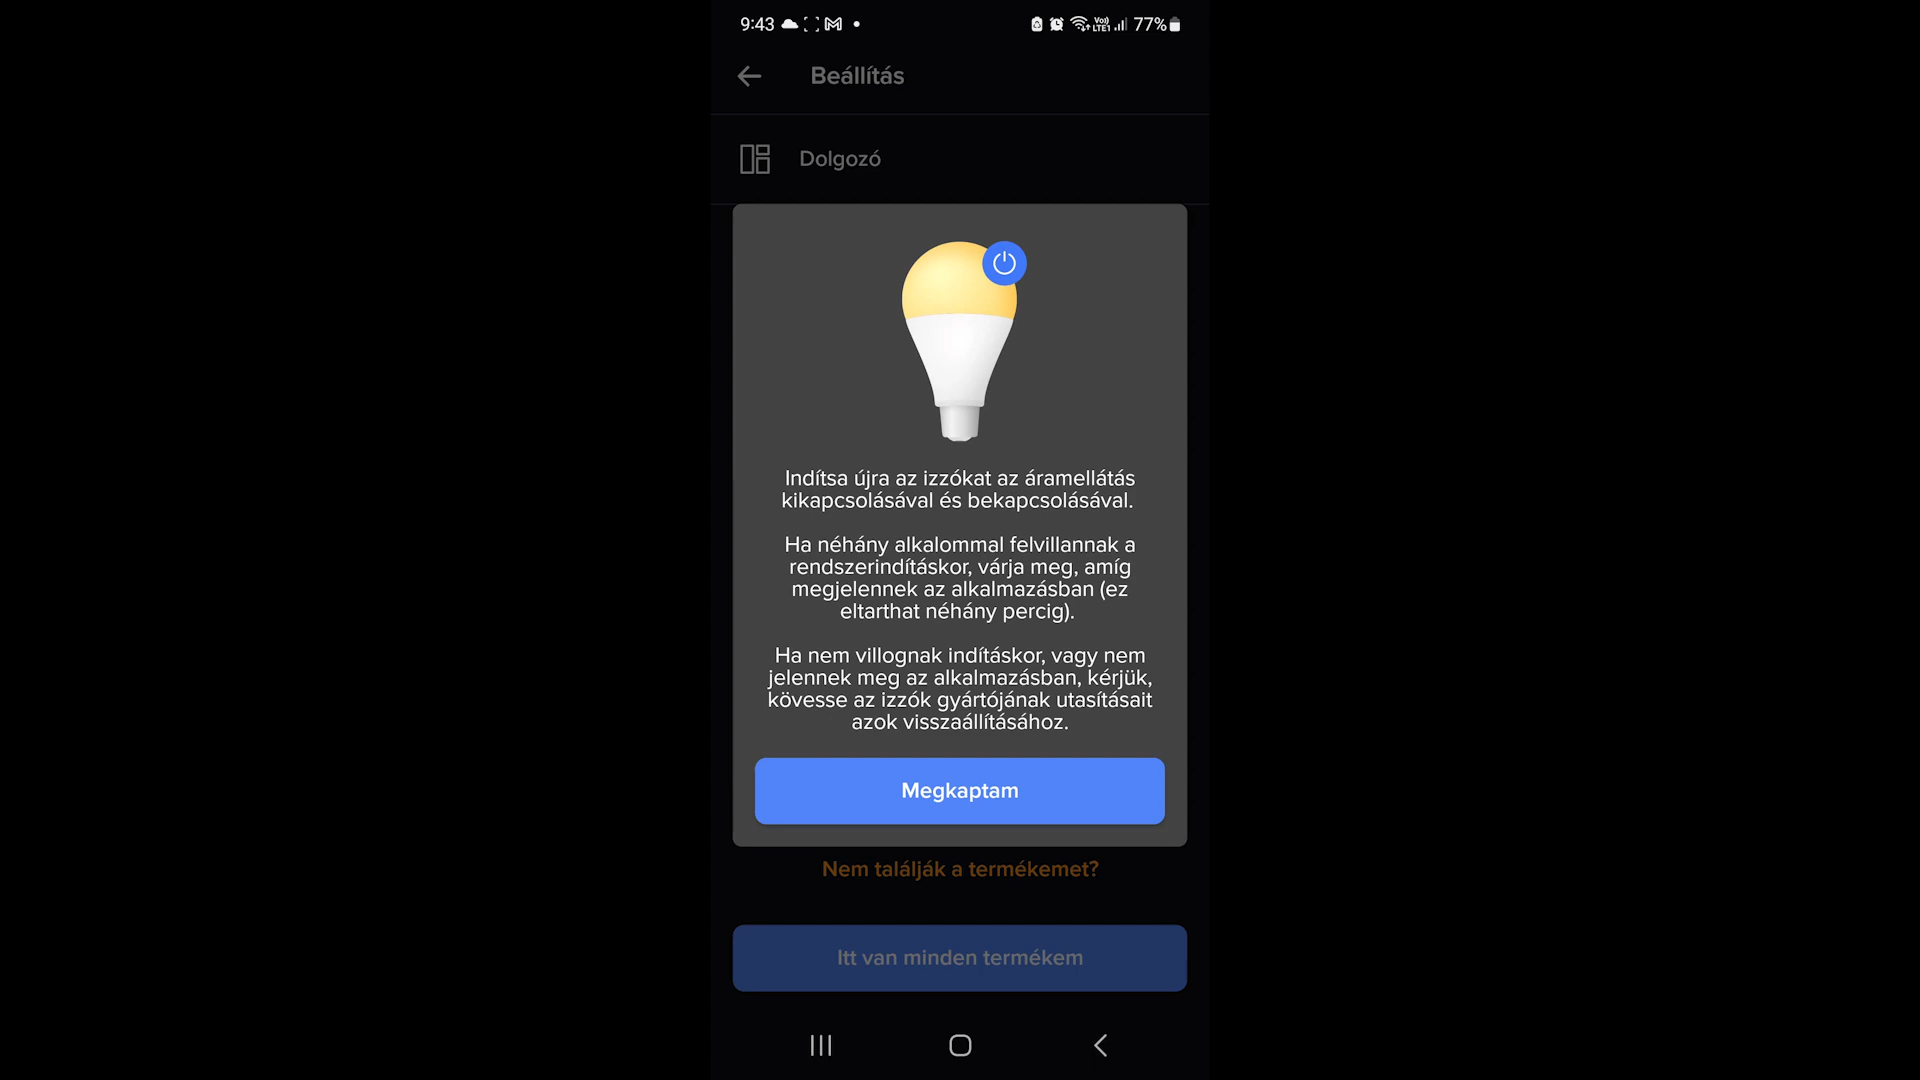 9:43 77%
Beállítás
Dolgozó
Indítsa újra az izzókat az áramellátás
kikapcsolásával és bekapcsolásával.
Ha néhány alkalommal felvillannak a
rendszerindításkor, várja meg, amíg
megjelennek az alkalmazásban (ez
eltarthat néhány percig).
Ha nem villognak indításkor, vagy nem
jelennek meg az alkalmazásban, kérjük,
kövesse az izzók gyártójának utasításait
azok visszaállításához.
Megkaptam
Nem találják a termékemet?
Itt van minden termékem